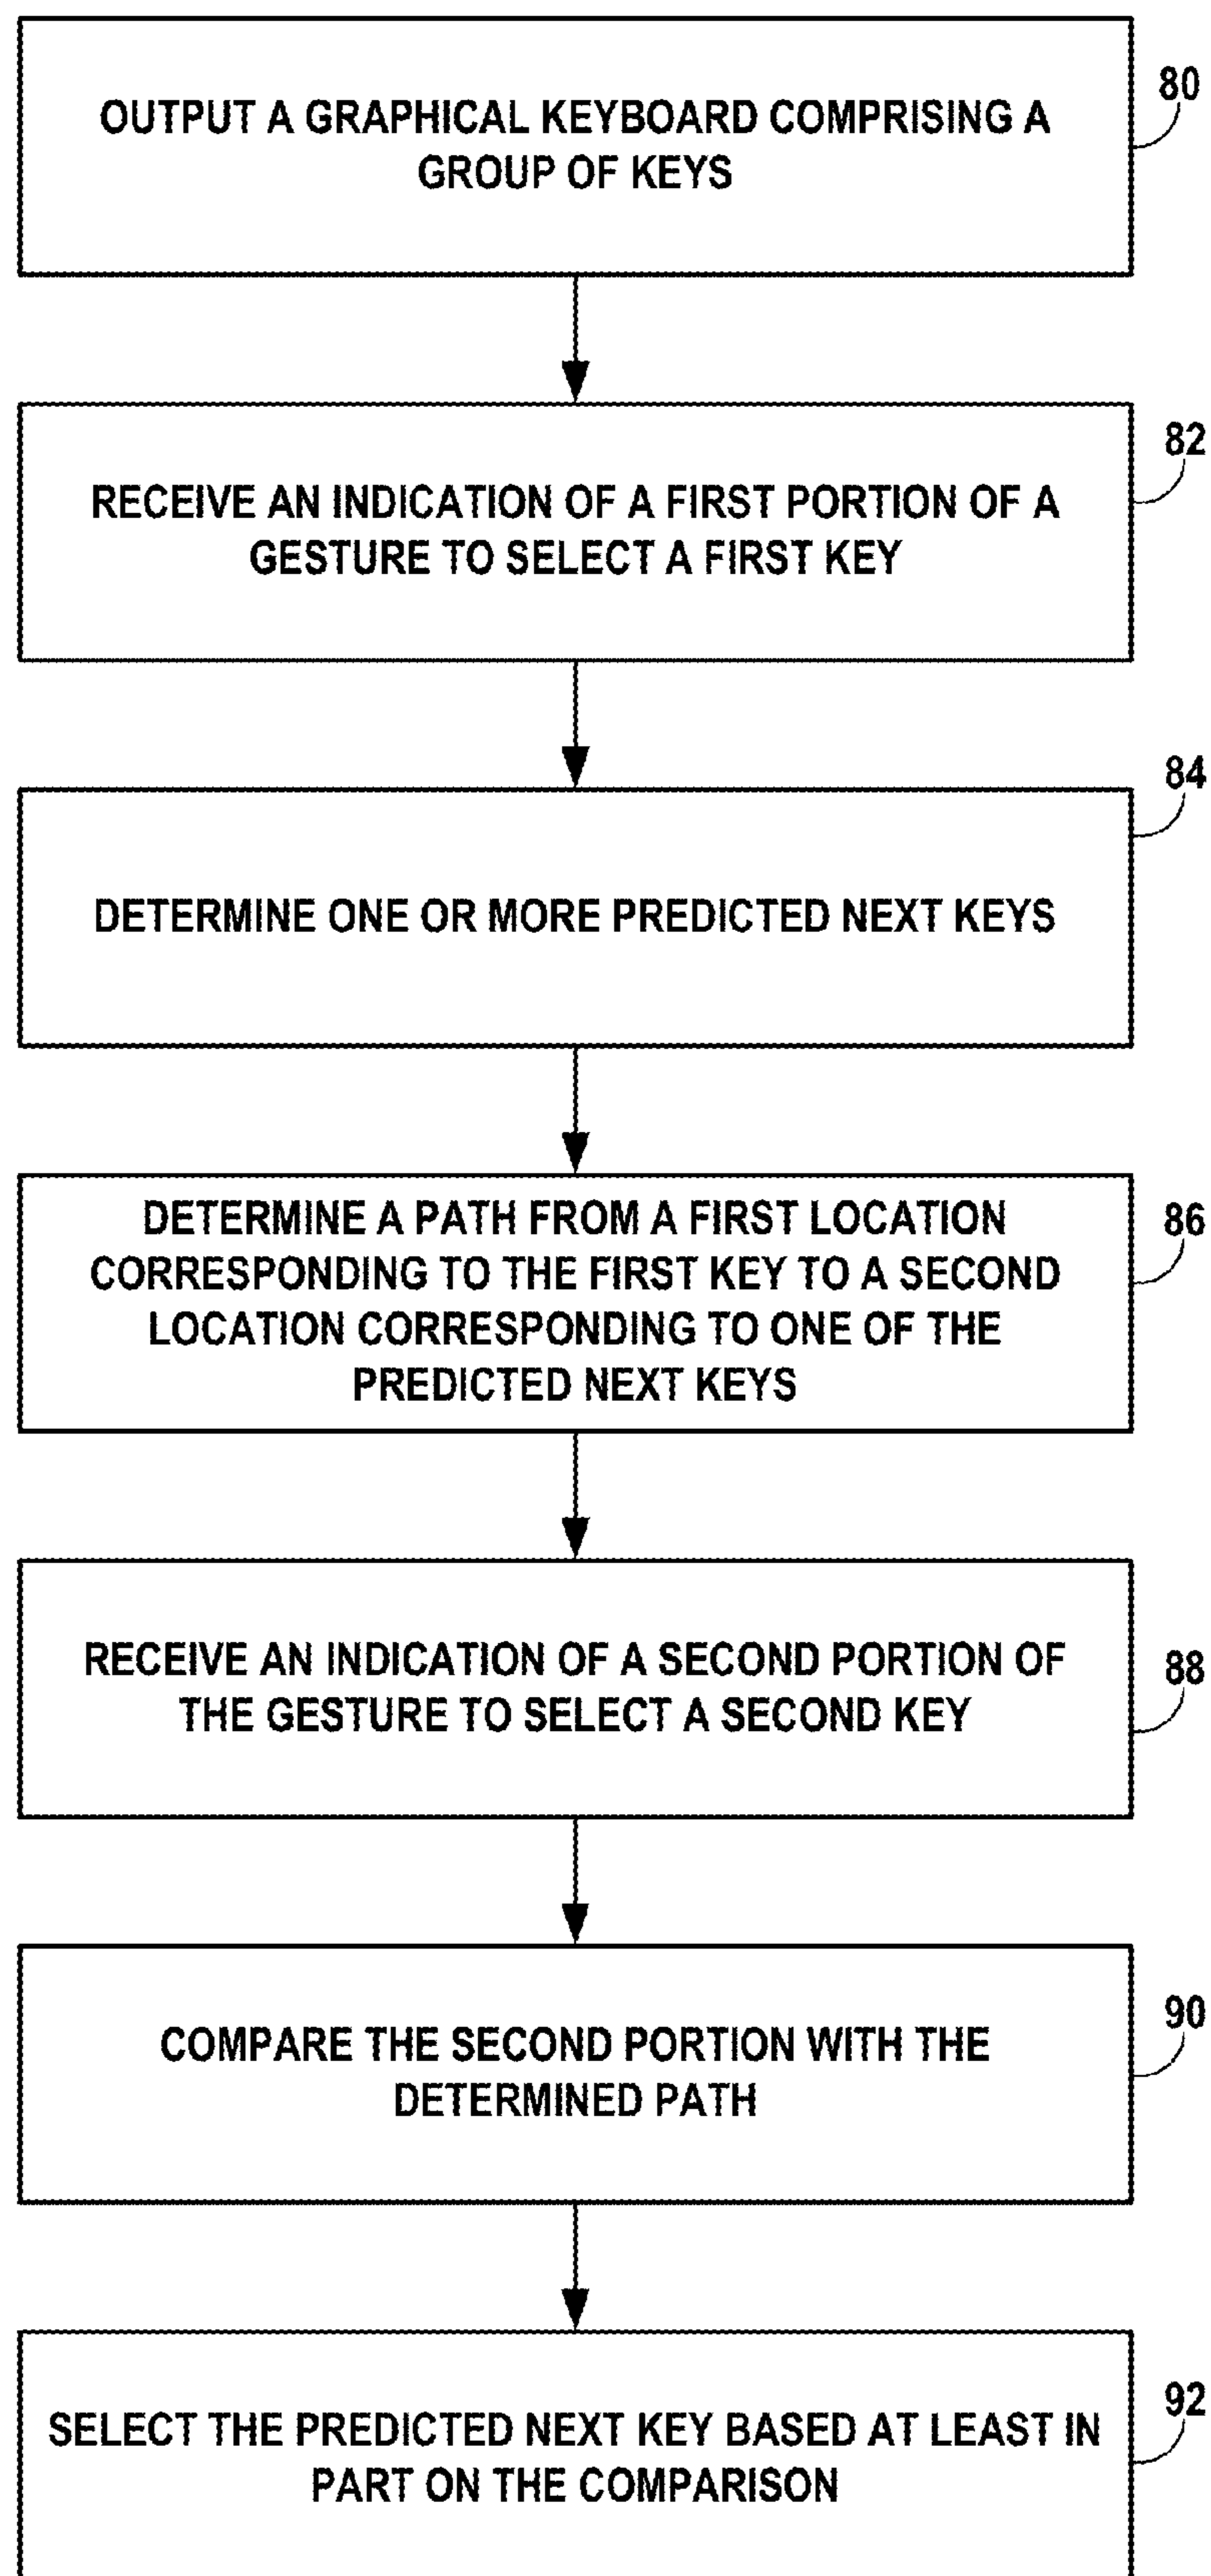 OUTPUT A GRAPHICAL KEYBOARD COMPRISING A
GROUP OF KEYS
80
RECEIVE AN INDICATION OF A FIRST PORTION OF A
GESTURE TO SELECT A FIRST KEY
82
DETERMINE ONE OR MORE PREDICTED NEXT KEYS
84
DETERMINE A PATH FROM A FIRST LOCATION
CORRESPONDING TO THE FIRST KEY TO A SECOND
LOCATION CORRESPONDING TO ONE OF THE
PREDICTED NEXT KEYS
86
RECEIVE AN INDICATION OF A SECOND PORTION OF
THE GESTURE TO SELECT A SECOND KEY
88
COMPARE THE SECOND PORTION WITH THE
DETERMINED PATH
90
SELECT THE PREDICTED NEXT KEY BASED AT LEAST IN
PART ON THE COMPARISON
92